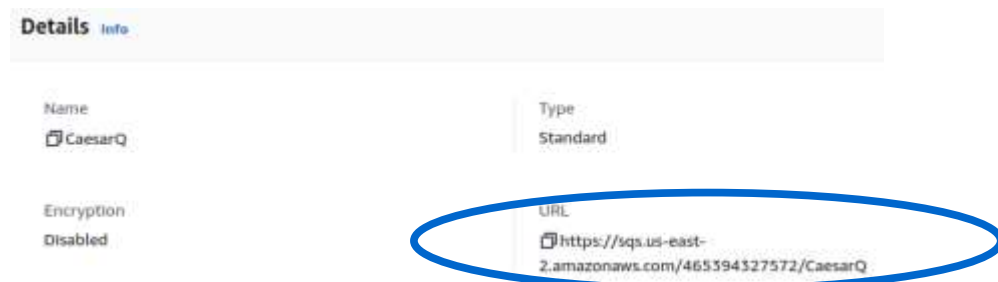 Details Info
Name
CaesarQ
Type
Standard
Encryption
Disabled
URL
https://sqs.us-east-
2.amazonaws.com/465394327572/CaesarQ